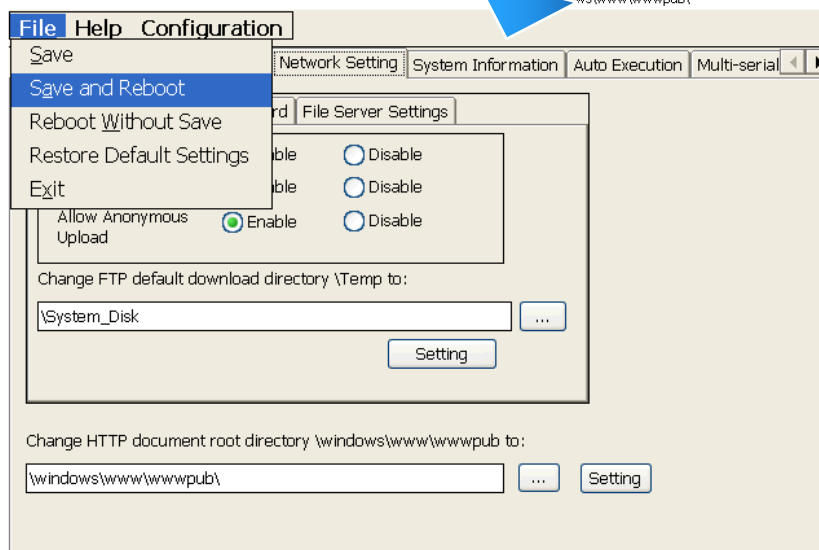 ws\www\wwwpub\
File Help Configuration
Save
Network Setting System Information Auto Execution Multi-serial
Save and Reboot
rd File Server Settings
Reboot Without Save
Restore Default Settings
ble Disable
Exit
ble Disable
Allow Anonymous
Upload
Enable Disable
Change FTP default download directory \Temp to:
\System_Disk
...
Setting
Change HTTP document root directory \windows\www\wwwpub to:
\windows\www\wwwpub\
...
Setting